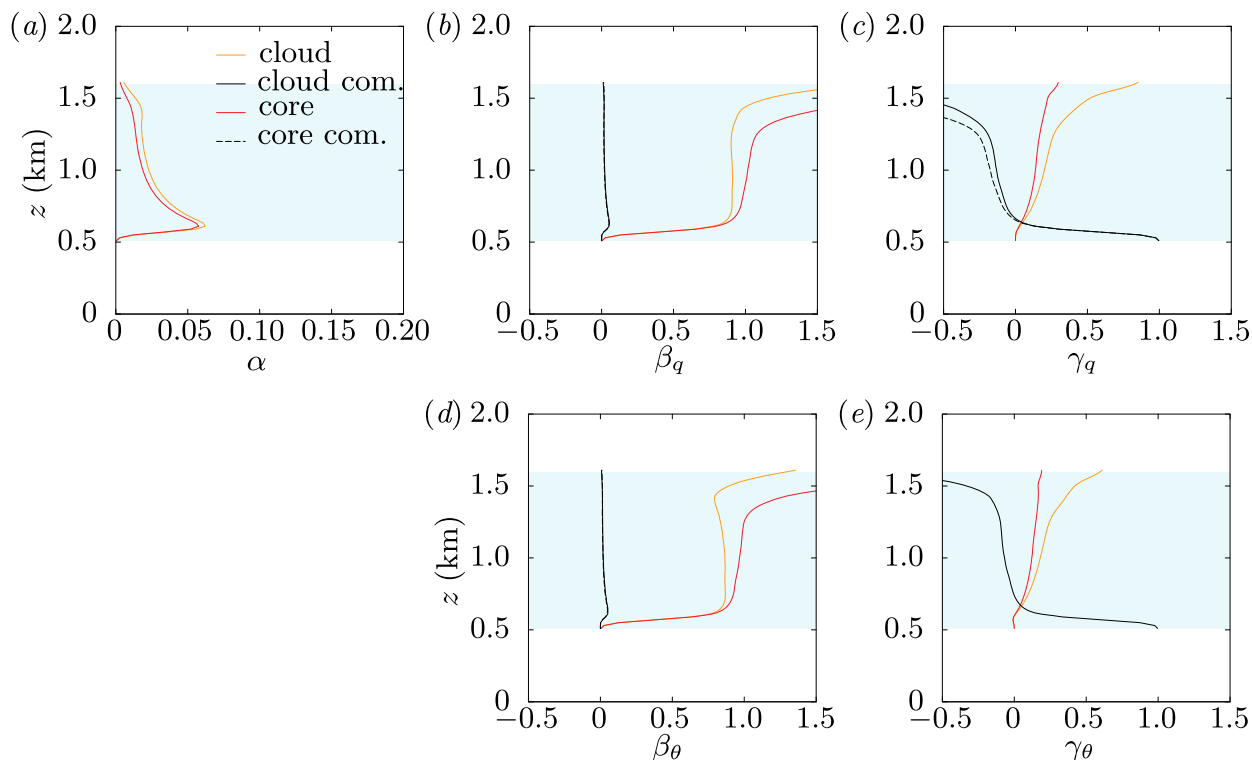 (a) 2.0 (b) 2.0 (c) 2.0
cloud
cloud com.
core
core com.
1.5 1.5 1.5
z (km)
1.0 1.0 1.0
0.5 0.5 0.5
0 0 0
0 0.05 0.10 0.15 0.20 −0.5 0 0.5 1.0 1.5 −0.5 0 0.5 1.0 1.5
α β_q γ_q
(d) 2.0 (e) 2.0
1.5 1.5
z (km)
1.0 1.0
0.5 0.5
0 0
−0.5 0 0.5 1.0 1.5 −0.5 0 0.5 1.0 1.5
β_θ γ_θ